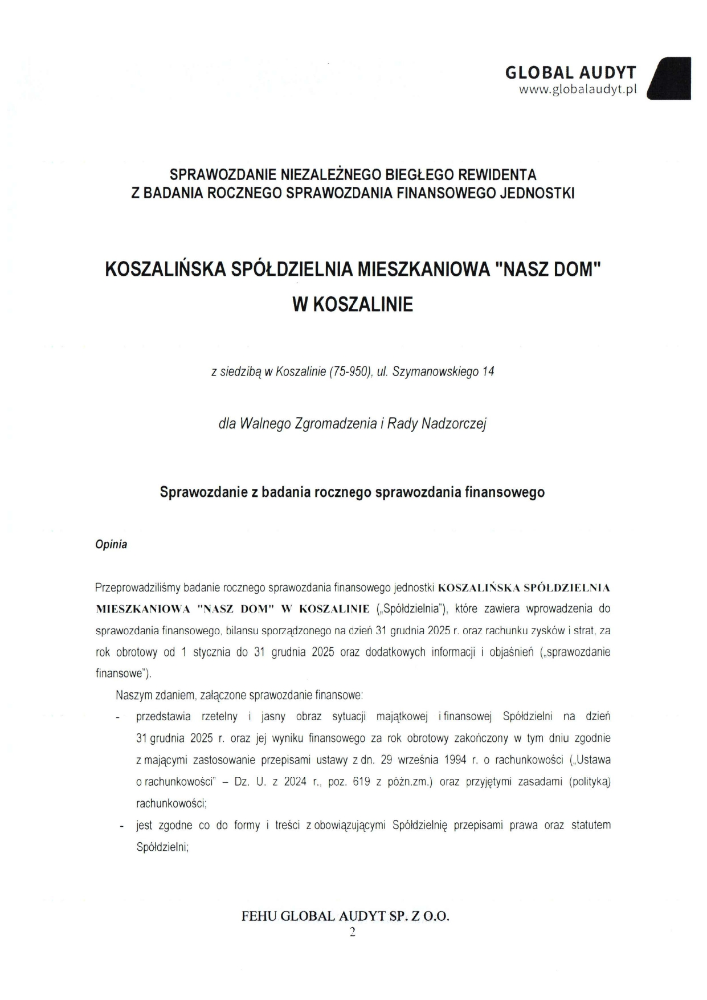 GLOBAL AUDYT
www.globalaudyt.pl
SPRAWOZDANIE NIEZALEŻNEGO BIEGŁEGO REWIDENTA
Z BADANIA ROCZNEGO SPRAWOZDANIA FINANSOWEGO JEDNOSTKI
KOSZALIŃSKA SPÓŁDZIELNIA MIESZKANIOWA "NASZ DOM"
W KOSZALINIE
z siedzibą w Koszalinie (75-950), ul. Szymanowskiego 14
dla Walnego Zgromadzenia i Rady Nadzorczej
Sprawozdanie z badania rocznego sprawozdania finansowego
Opinia
Przeprowadziliśmy badanie rocznego sprawozdania finansowego jednostki KOSZALIŃSKA SPÓŁDZIELNIA
MIESZKANIOWA "NASZ DOM" W KOSZALINIE („Spółdzielnia”), które zawiera wprowadzenia do
sprawozdania finansowego, bilansu sporządzonego na dzień 31 grudnia 2025 r. oraz rachunku zysków i strat, za
rok obrotowy od 1 stycznia do 31 grudnia 2025 oraz dodatkowych informacji i objaśnień („sprawozdanie
finansowe”).
Naszym zdaniem, załączone sprawozdanie finansowe:
- przedstawia rzetelny i jasny obraz sytuacji majątkowej i finansowej Spółdzielni na dzień
31 grudnia 2025 r. oraz jej wyniku finansowego za rok obrotowy zakończony w tym dniu zgodnie
z mającymi zastosowanie przepisami ustawy z dn. 29 września 1994 r. o rachunkowości („Ustawa
o rachunkowości” – Dz. U. z 2024 r., poz. 619 z późn.zm.) oraz przyjętymi zasadami (polityką)
rachunkowości;
- jest zgodne co do formy i treści z obowiązującymi Spółdzielnię przepisami prawa oraz statutem
Spółdzielni;
FEHU GLOBAL AUDYT SP. Z O.O.
2